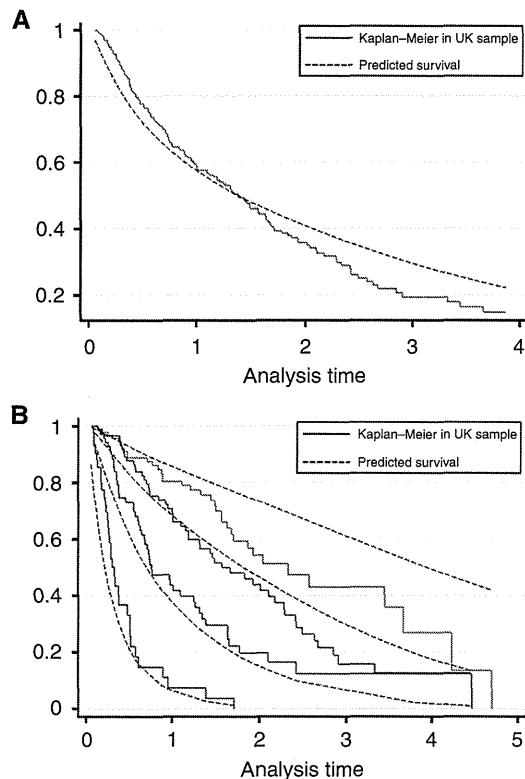 A
1
0.8
0.6
0.4
0.2
0
1
2
3
4
Analysis time
Kaplan–Meier in UK sample
Predicted survival
B
1
0.8
0.6
0.4
0.2
0
0
1
2
3
4
5
Analysis time
Kaplan–Meier in UK sample
Predicted survival